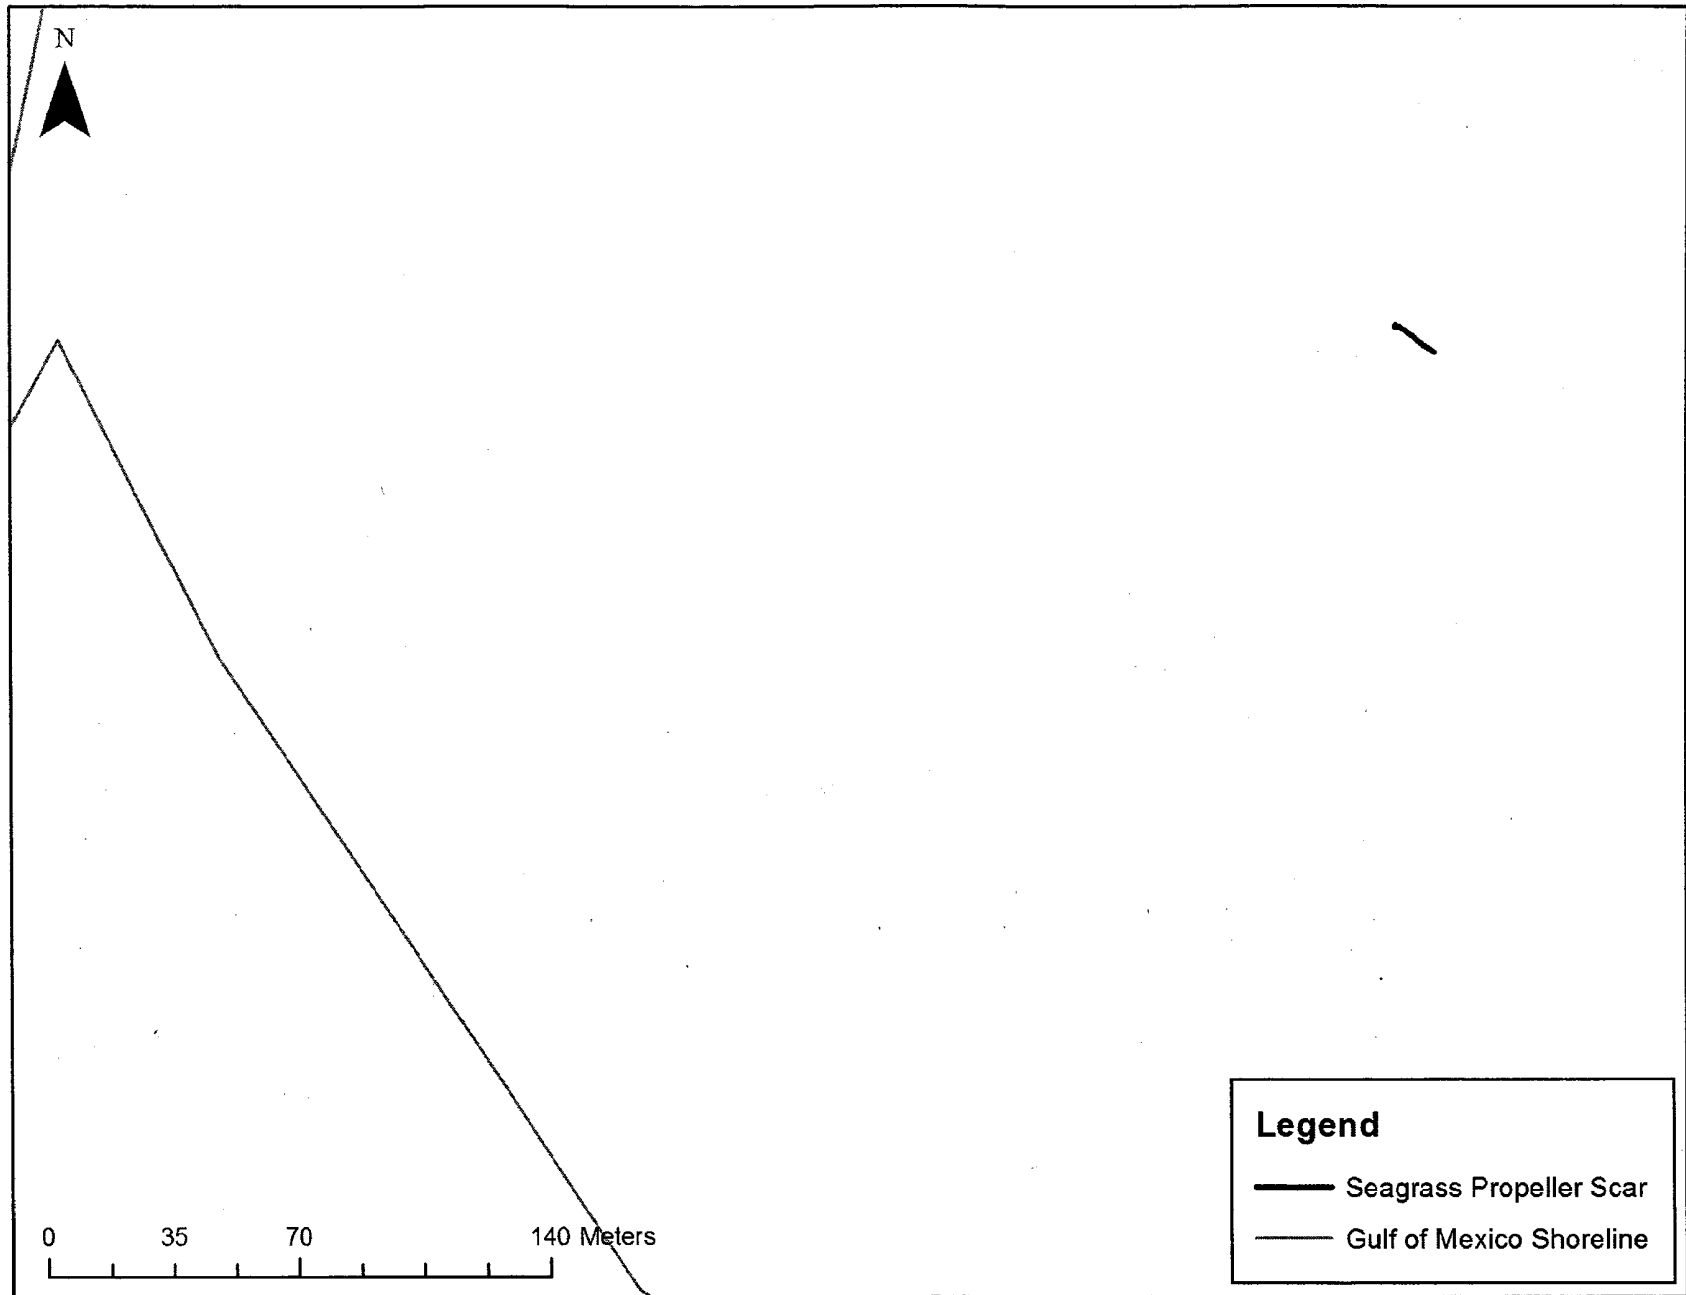 N
Legend
Seagrass Propeller Scar
Gulf of Mexico Shoreline
0 35 70 140 Meters